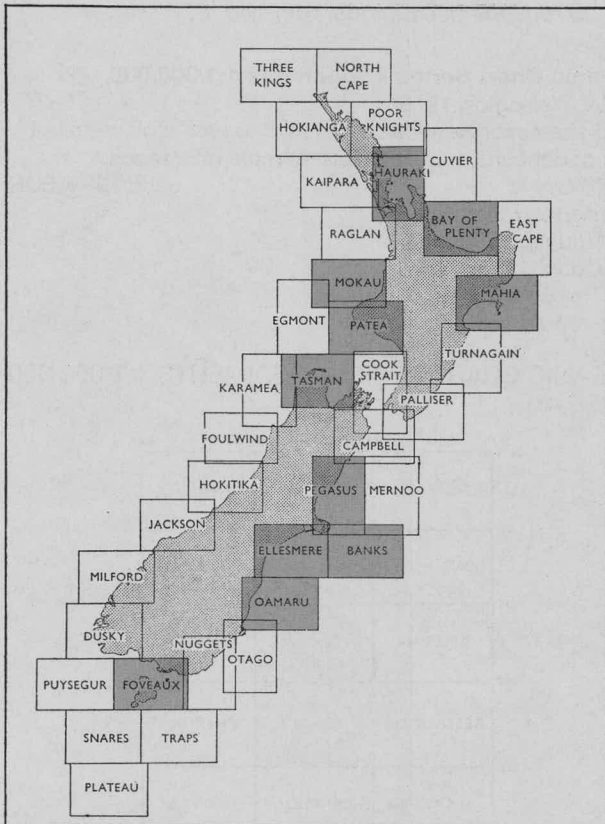 THREE
KINGS
NORTH
CAPE
HOKIANGA
POOR
KNIGHTS
KAIPARA
HAURAKI
CUVIER
RAGLAN
BAY OF
PLENTY
EAST
CAPE
MOKAU
MAHIA
EGMONT
PATEA
TURNAGAIN
KARAMEA
TASMAN
COOK
STRAIT
PALLISER
FOULWIND
CAMPBELL
HOKITIKA
PEGASUS
MERNOO
JACKSON
ELLESMERE
BANKS
MILFORD
OAMARU
DUSKY
NUGGETS
OTAGO
PUYSEGUR
FOVEAUX
SNARES
TRAPS
PLATEAU